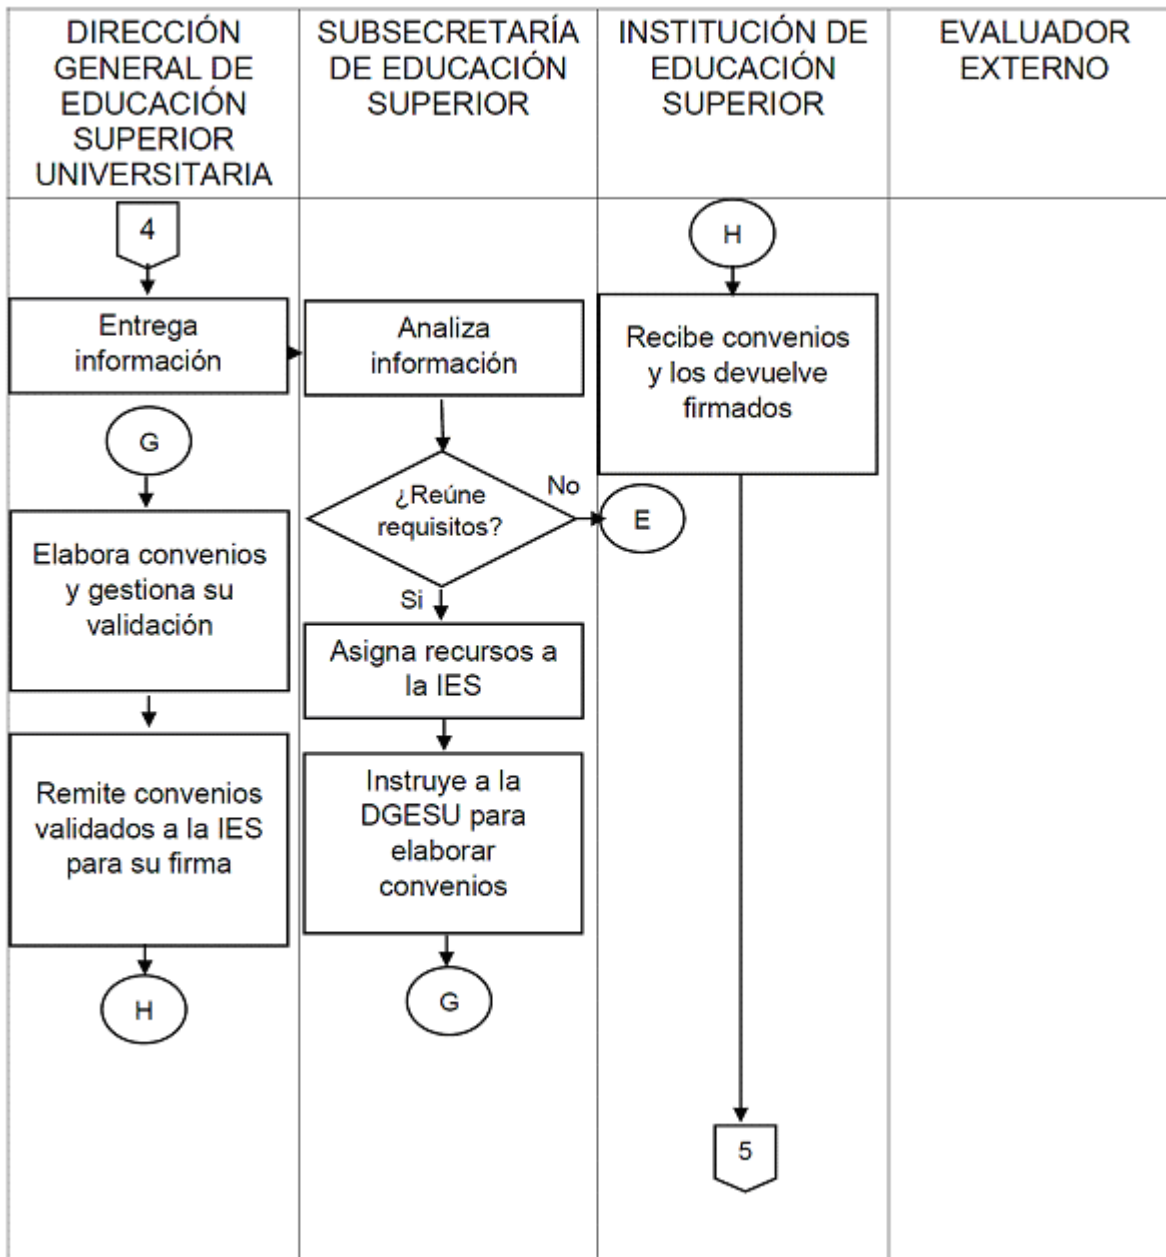 DIRECCIÓN
GENERAL DE
EDUCACIÓN
SUPERIOR
UNIVERSITARIA
SUBSECRETARÍA
DE EDUCACIÓN
SUPERIOR
INSTITUCIÓN DE
EDUCACIÓN
SUPERIOR
EVALUADOR
EXTERNO
4
Entrega
información
G
Elabora convenios
y gestiona su
validación
Remite convenios
validados a la IES
para su firma
H
Analiza
información
¿Reúne
requisitos?
No
E
Si
Asigna recursos a
la IES
Instruye a la
DGESU para
elaborar
convenios
G
H
Recibe convenios
y los devuelve
firmados
5